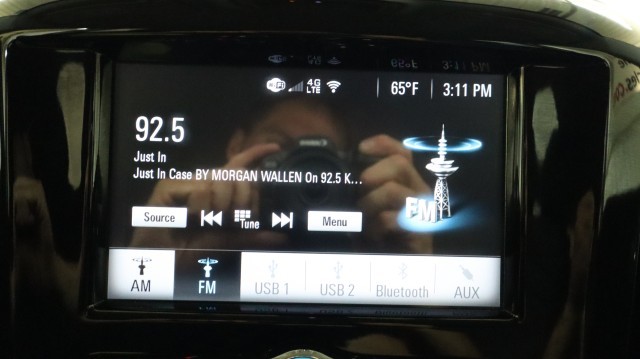 WiFi 4G LTE 65°F 3:11 PM
92.5
Just In
Just In Case BY MORGAN WALLEN On 92.5 K...
FM
Source Tune Menu
AM FM USB 1 USB 2 Bluetooth AUX